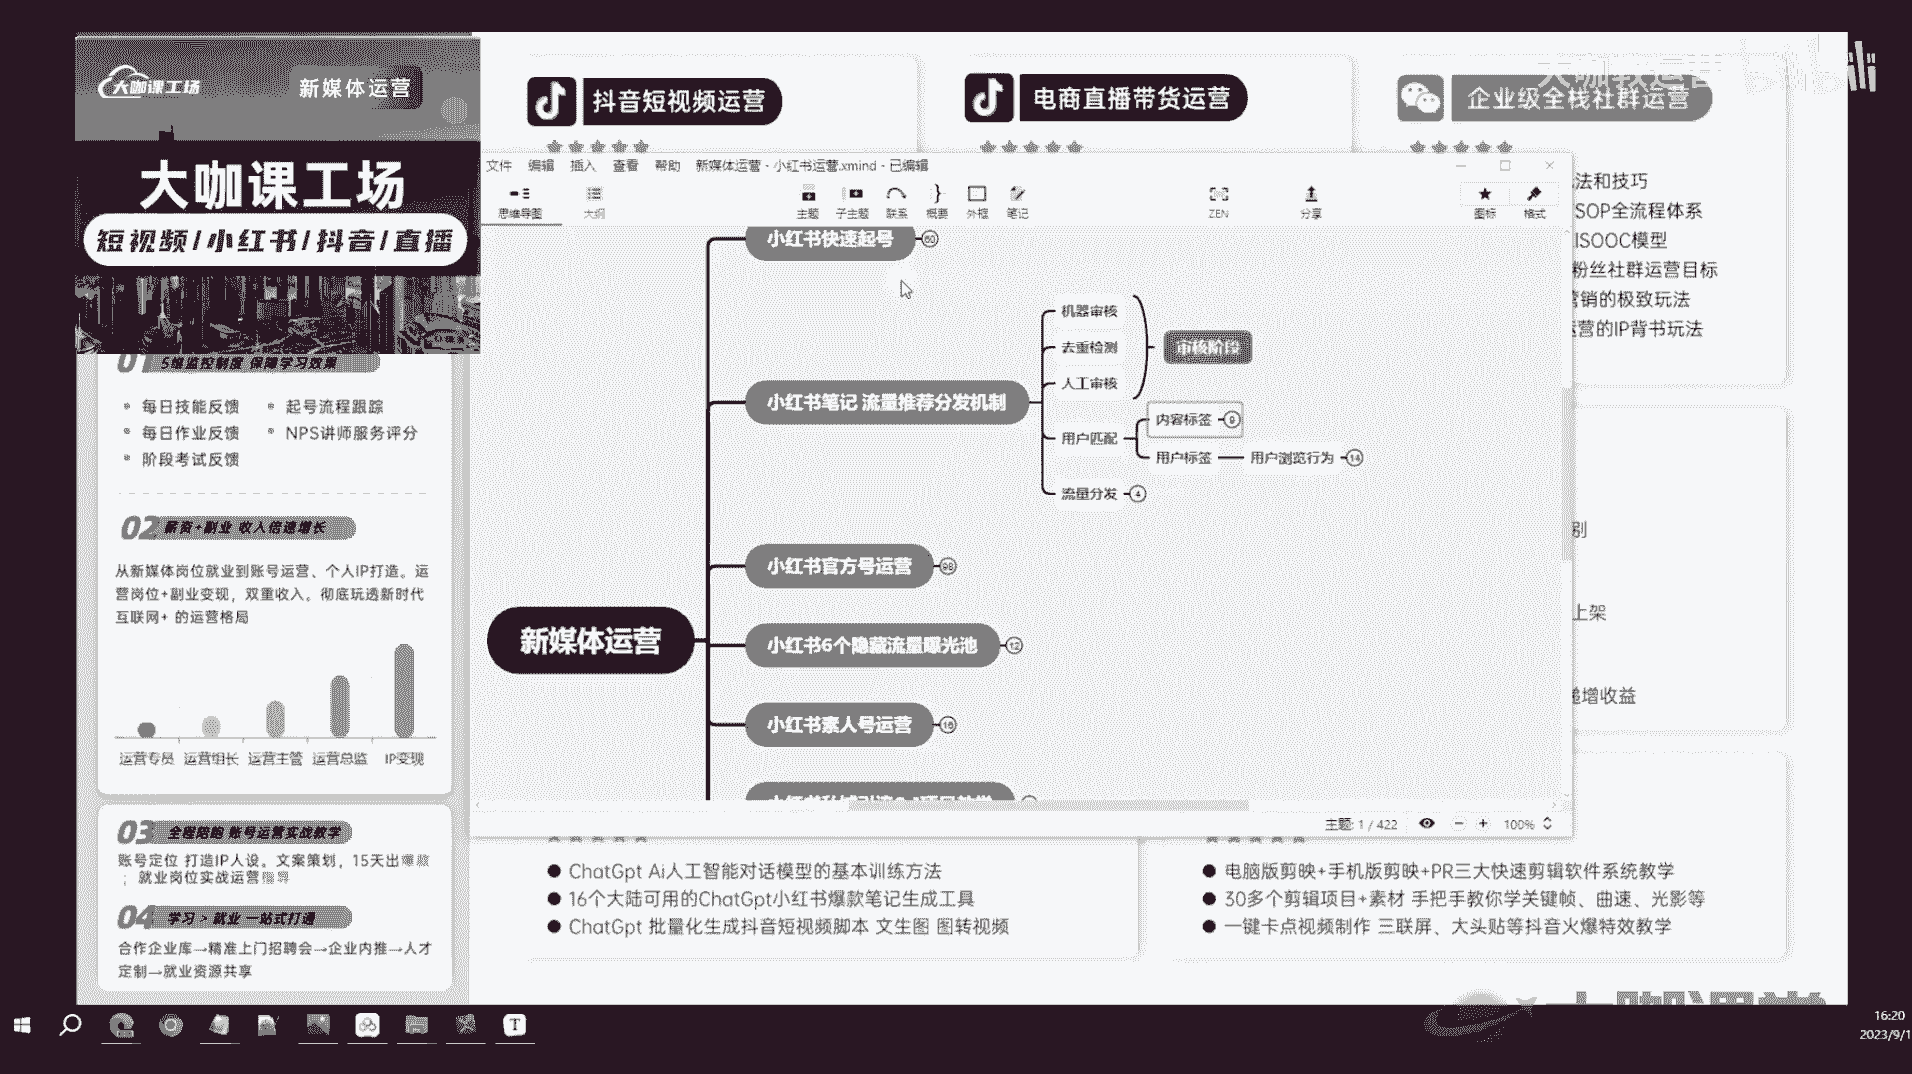 大咖课工场
新媒体运营
大咖课工场
短视频/小红书/抖音/直播
01 5维监控制度 保障学习效果
每日技能反馈
起号流程跟踪
每日作业反馈
NPS讲师服务评分
阶段考试反馈
02 薪资+副业 收入倍速增长
从新媒体岗位就业到账号运营、个人IP打造。运
营岗位+副业变现，双重收入。彻底玩透新时代
互联网+ 的运营格局
运营专员 运营组长 运营主管 运营总监 IP变现
03 全程陪跑 账号运营实战教学
账号定位 打造IP人设。文案策划，15天出爆款
；就业岗位实战运营指导
04 学习 > 就业 一站式打通
合作企业库→精准上门招聘会→企业内推→人才
定制→就业资源共享
抖音短视频运营
电商直播带货运营
企业级全栈社群运营
大咖教运营
bilibili
文件 编辑 插入 查看 帮助 新媒体运营 - 小红书运营.xmind - 已编辑
思维导图 大纲 主题 子主题 联系 概要 外框 笔记 ZEN 分享 图标 格式
新媒体运营
小红书快速起号 60
小红书笔记 流量推荐分发机制
机器审核
去重检测
人工审核
审核阶段
用户匹配
内容标签 9
用户标签 用户浏览行为 14
流量分发 4
小红书官方号运营 98
小红书6个隐藏流量曝光池 12
小红书素人号运营 16
主题: 1 / 422 100%
法和技巧
SOP全流程体系
ISOOC模型
粉丝社群运营目标
营销的极致玩法
运营的IP背书玩法
别
上架
递增收益
ChatGpt Ai人工智能对话模型的基本训练方法
16个大陆可用的ChatGpt小红书爆款笔记生成工具
ChatGpt 批量化生成抖音短视频脚本 文生图 图转视频
电脑版剪映+手机版剪映+PR三大快速剪辑软件系统教学
30多个剪辑项目+素材 手把手教你学关键帧、曲速、光影等
一键卡点视频制作 三联屏、大头贴等抖音火爆特效教学
16:20
2023/9/1